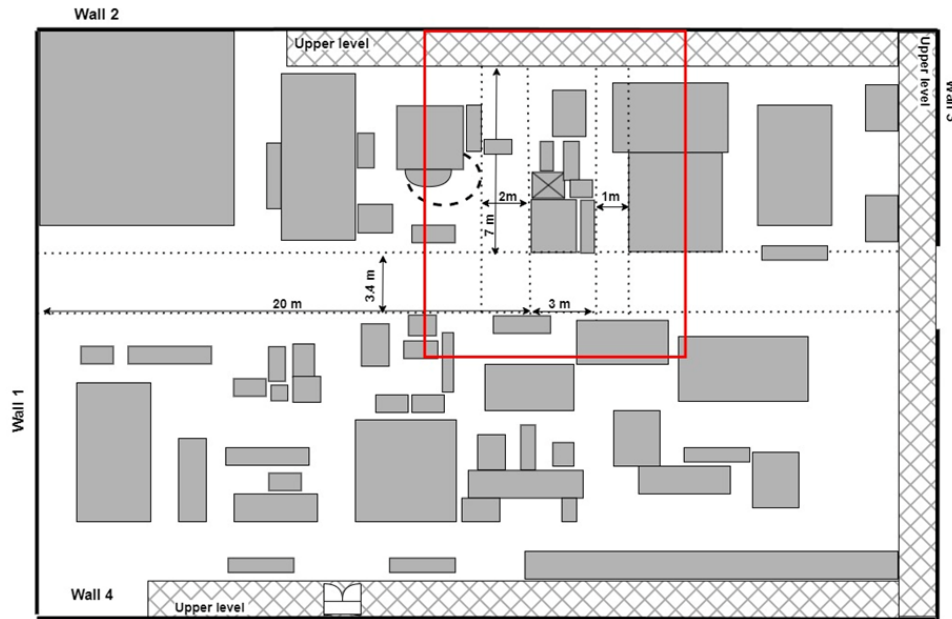 Wall 2
Upper level
Upper level
2m
1m
7 m
3.4 m
20 m
3 m
Wall 1
Wall 4
Upper level